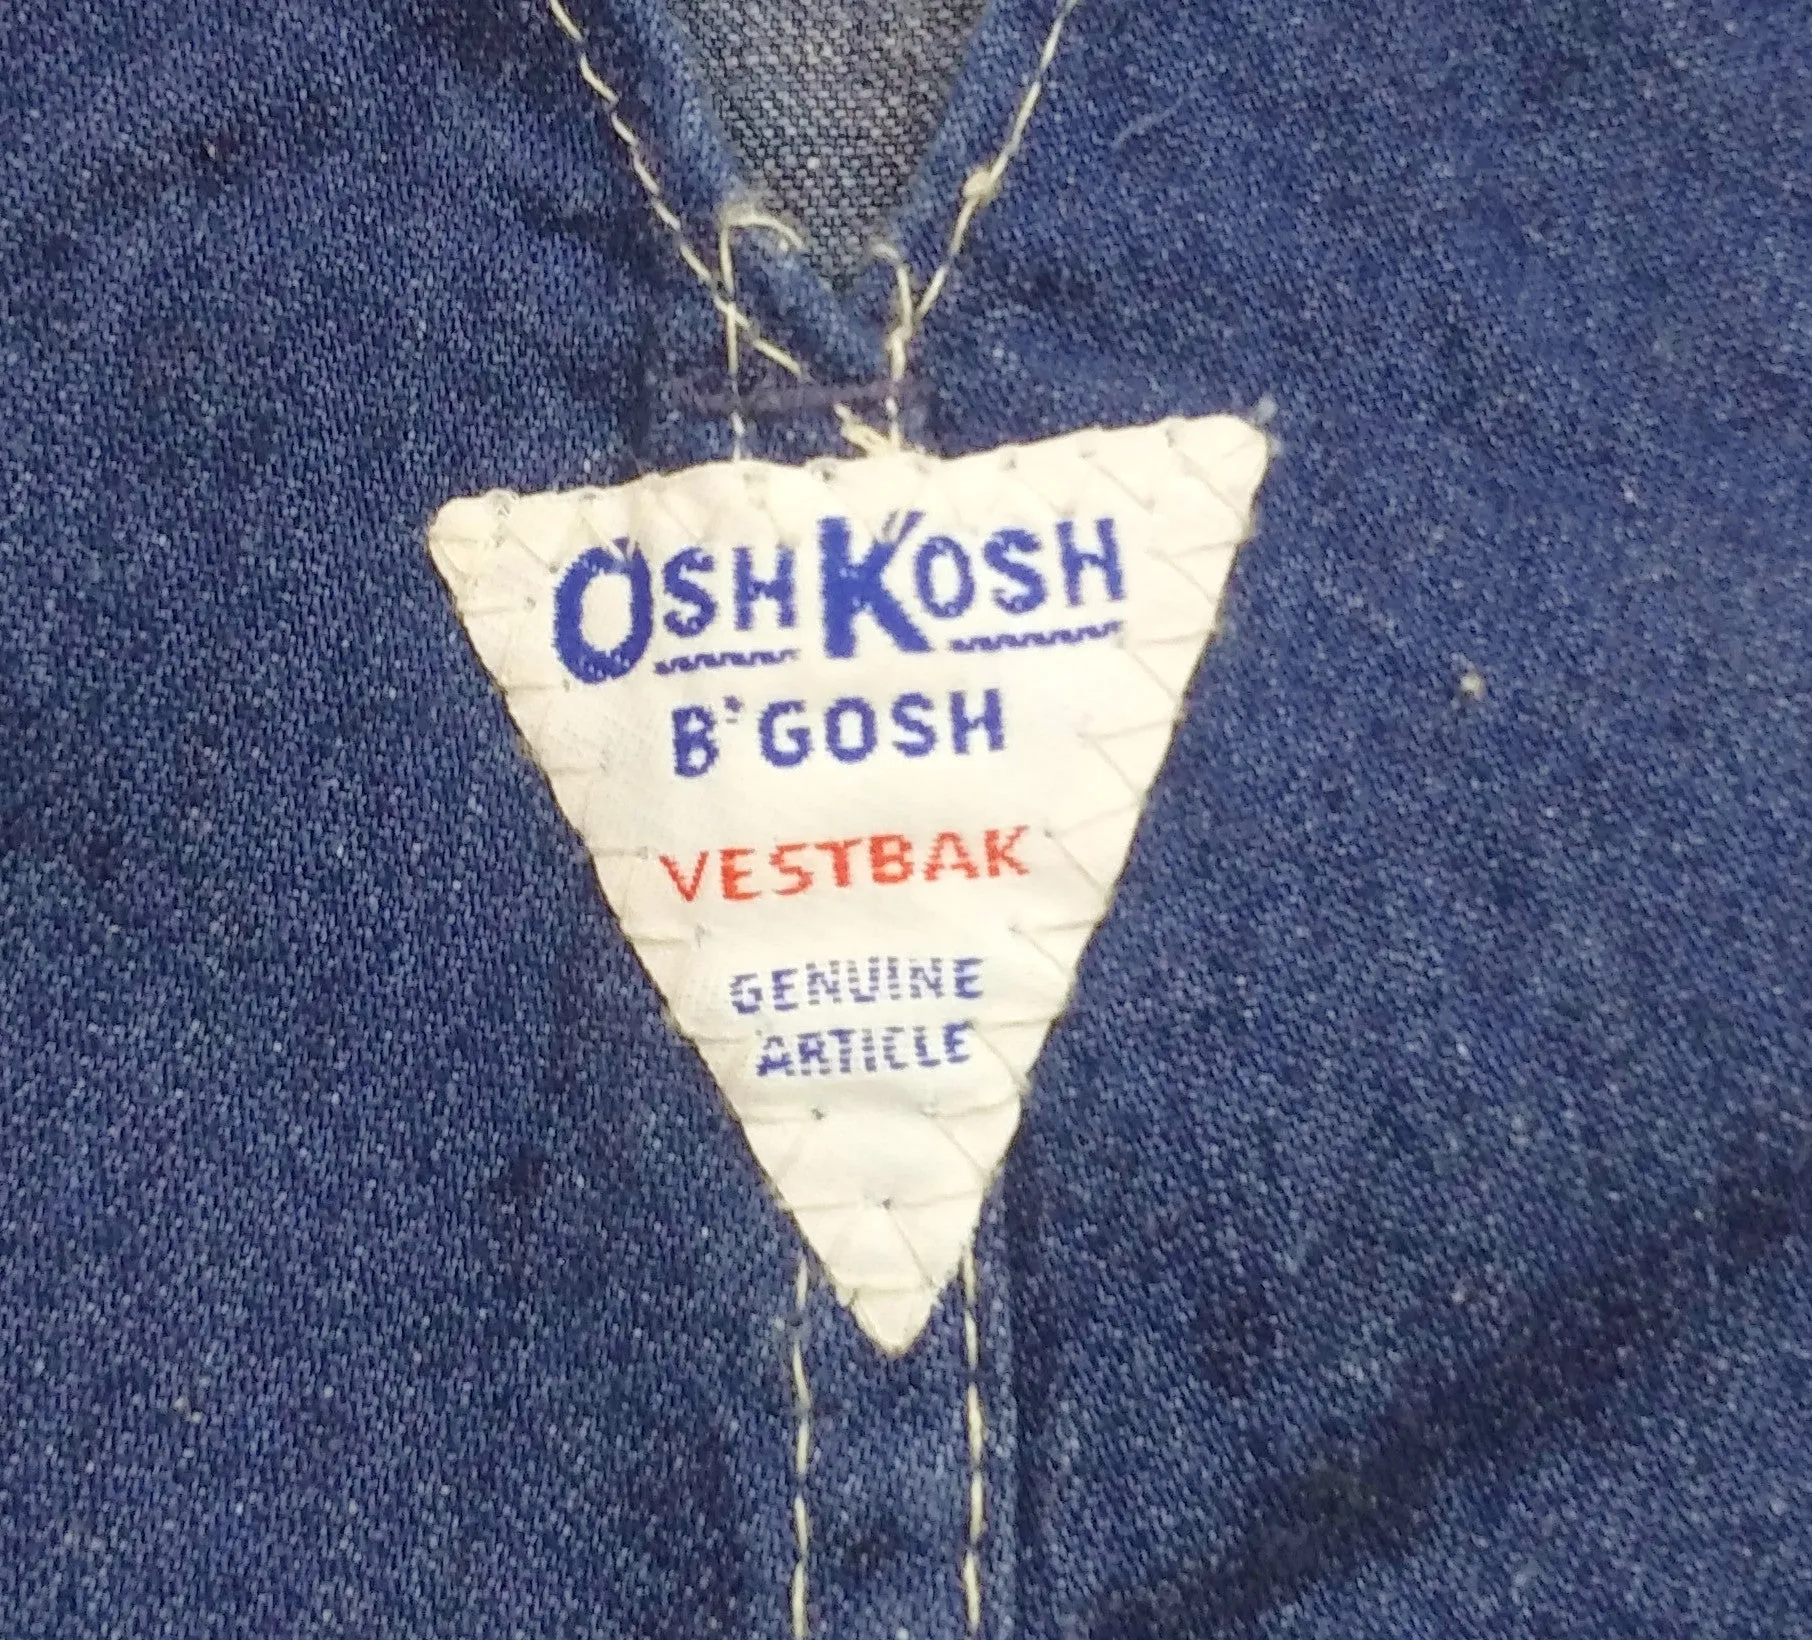 OSHKOSH
B'GOSH
VESTBAK
GENUINE
ARTICLE